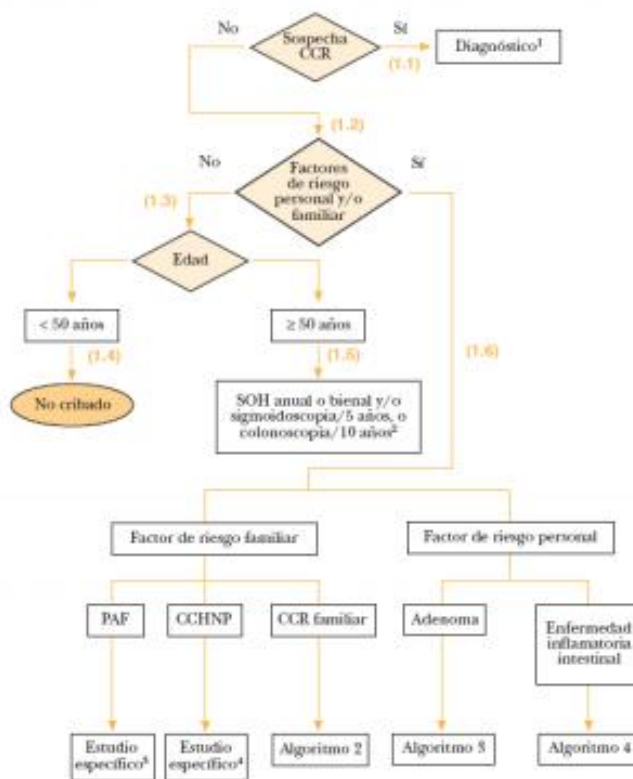 No
Sospecha
CCR
Sí
(1.1)
Diagnóstico¹
(1.2)
No
Factores
de riesgo
personal y/o
familiar
Sí
(1.3)
Edad
< 50 años
≥ 50 años
(1.4)
(1.5)
(1.6)
No cribado
SOH anual o bienal y/o
sigmoidoscopia/5 años, o
colonoscopia/10 años²
Factor de riesgo familiar
Factor de riesgo personal
PAF
CCHNP
CCR familiar
Adenoma
Enfermedad
inflamatoria
intestinal
Estudio
específico³
Estudio
específico⁴
Algoritmo 2
Algoritmo 3
Algoritmo 4